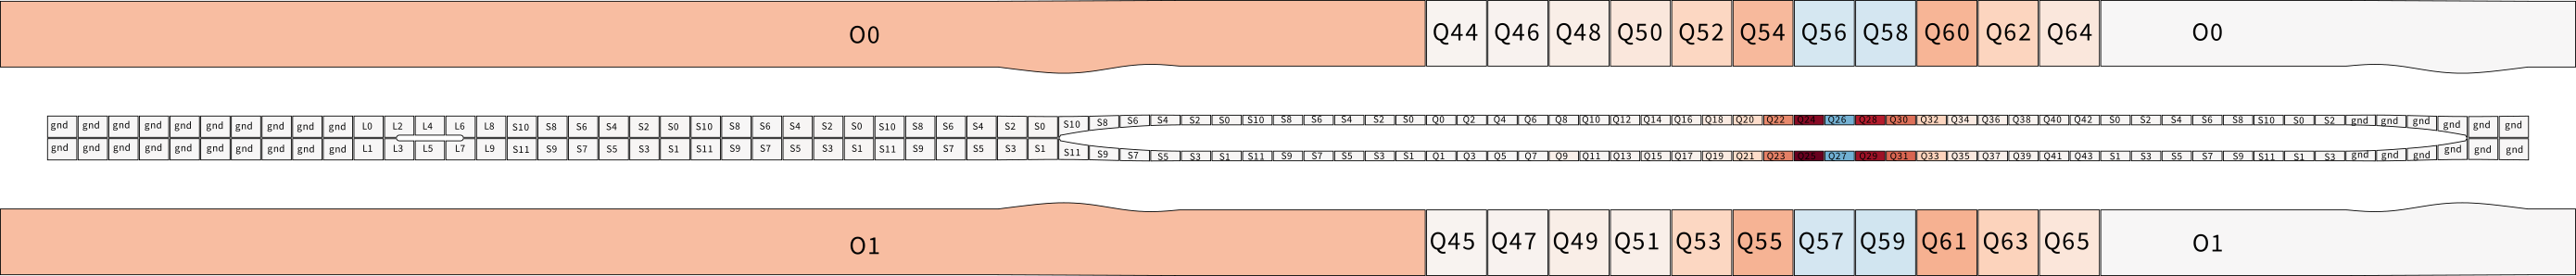 O0 Q44 Q46 Q48 Q50 Q52 Q54 Q56 Q58 Q60 Q62 Q64 O0
gnd gnd gnd gnd gnd gnd gnd gnd gnd gnd L0 L2 L4 L6 L8 S10 S8 S6 S4 S2 S0 S10 S8 S6 S4 S2 S0 S10 S8 S6 S4 S2 S0 S10 S8 S6 S4 S2 S0 S10 S8 S6 S4 S2 S0 Q0 Q2 Q4 Q6 Q8 Q10 Q12 Q14 Q16 Q18 Q20 Q22 Q24 Q26 Q28 Q30 Q32 Q34 Q36 Q38 Q40 Q42 S0 S2 S4 S6 S8 S10 S0 S2 gnd gnd gnd gnd gnd gnd
gnd gnd gnd gnd gnd gnd gnd gnd gnd gnd L1 L3 L5 L7 L9 S11 S9 S7 S5 S3 S1 S11 S9 S7 S5 S3 S1 S11 S9 S7 S5 S3 S1 S11 S9 S7 S5 S3 S1 S11 S9 S7 S5 S3 S1 Q1 Q3 Q5 Q7 Q9 Q11 Q13 Q15 Q17 Q19 Q21 Q23 Q25 Q27 Q29 Q31 Q33 Q35 Q37 Q39 Q41 Q43 S1 S3 S5 S7 S9 S11 S1 S3 gnd gnd gnd gnd gnd gnd
O1 Q45 Q47 Q49 Q51 Q53 Q55 Q57 Q59 Q61 Q63 Q65 O1